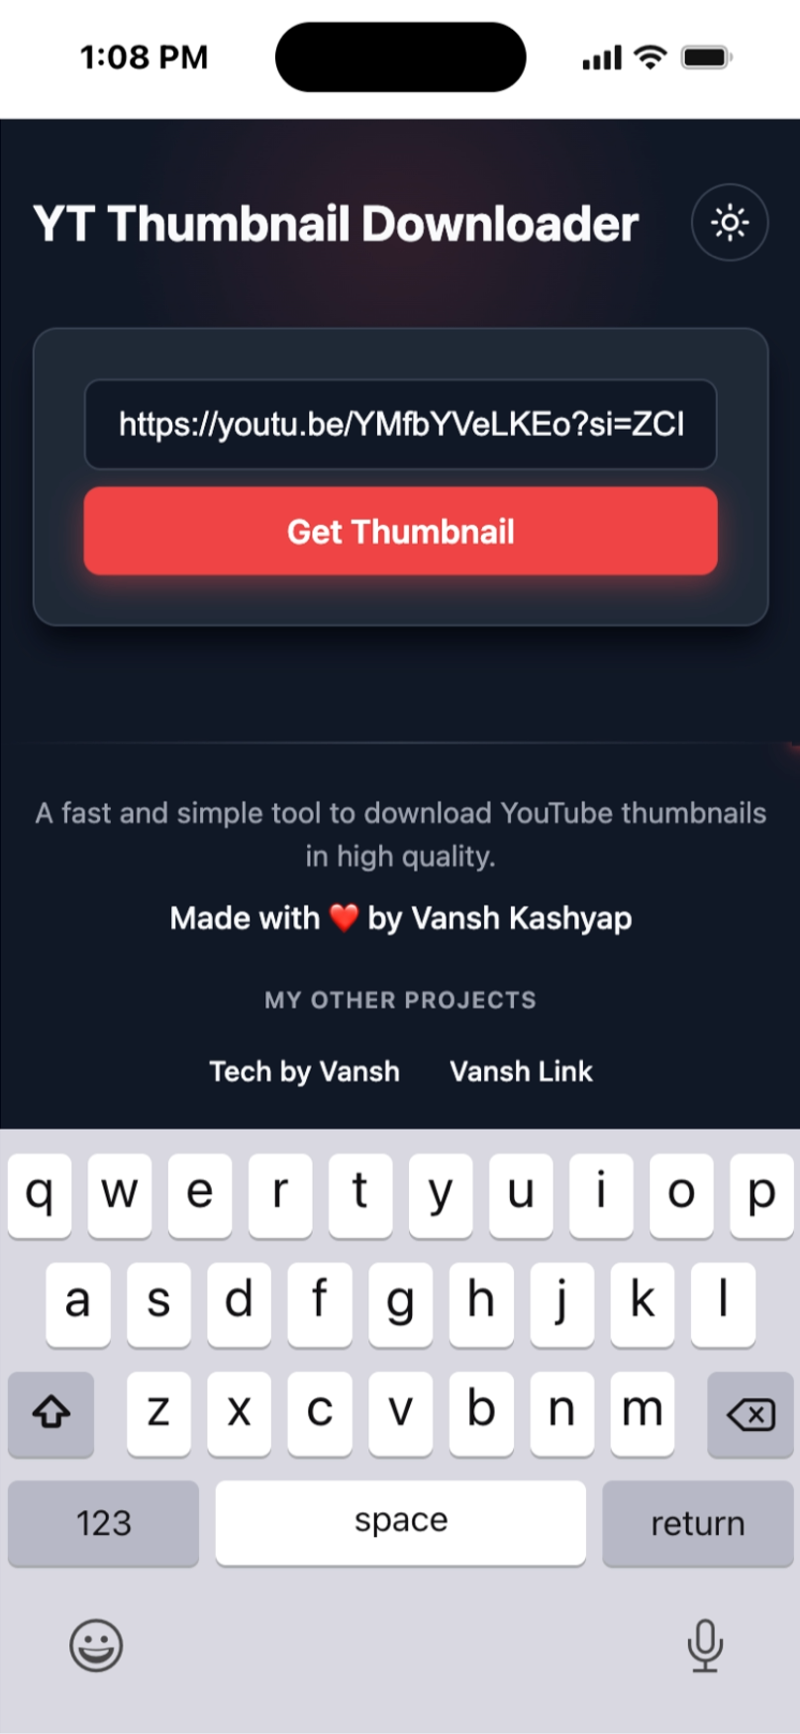 1:08 PM
YT Thumbnail Downloader
https://youtu.be/YMfbYVeLKEo?si=ZCI
Get Thumbnail
A fast and simple tool to download YouTube thumbnails
in high quality.
Made with ❤️ by Vansh Kashyap
MY OTHER PROJECTS
Tech by Vansh Vansh Link
q w e r t y u i o p
a s d f g h j k l
z x c v b n m
123 space return